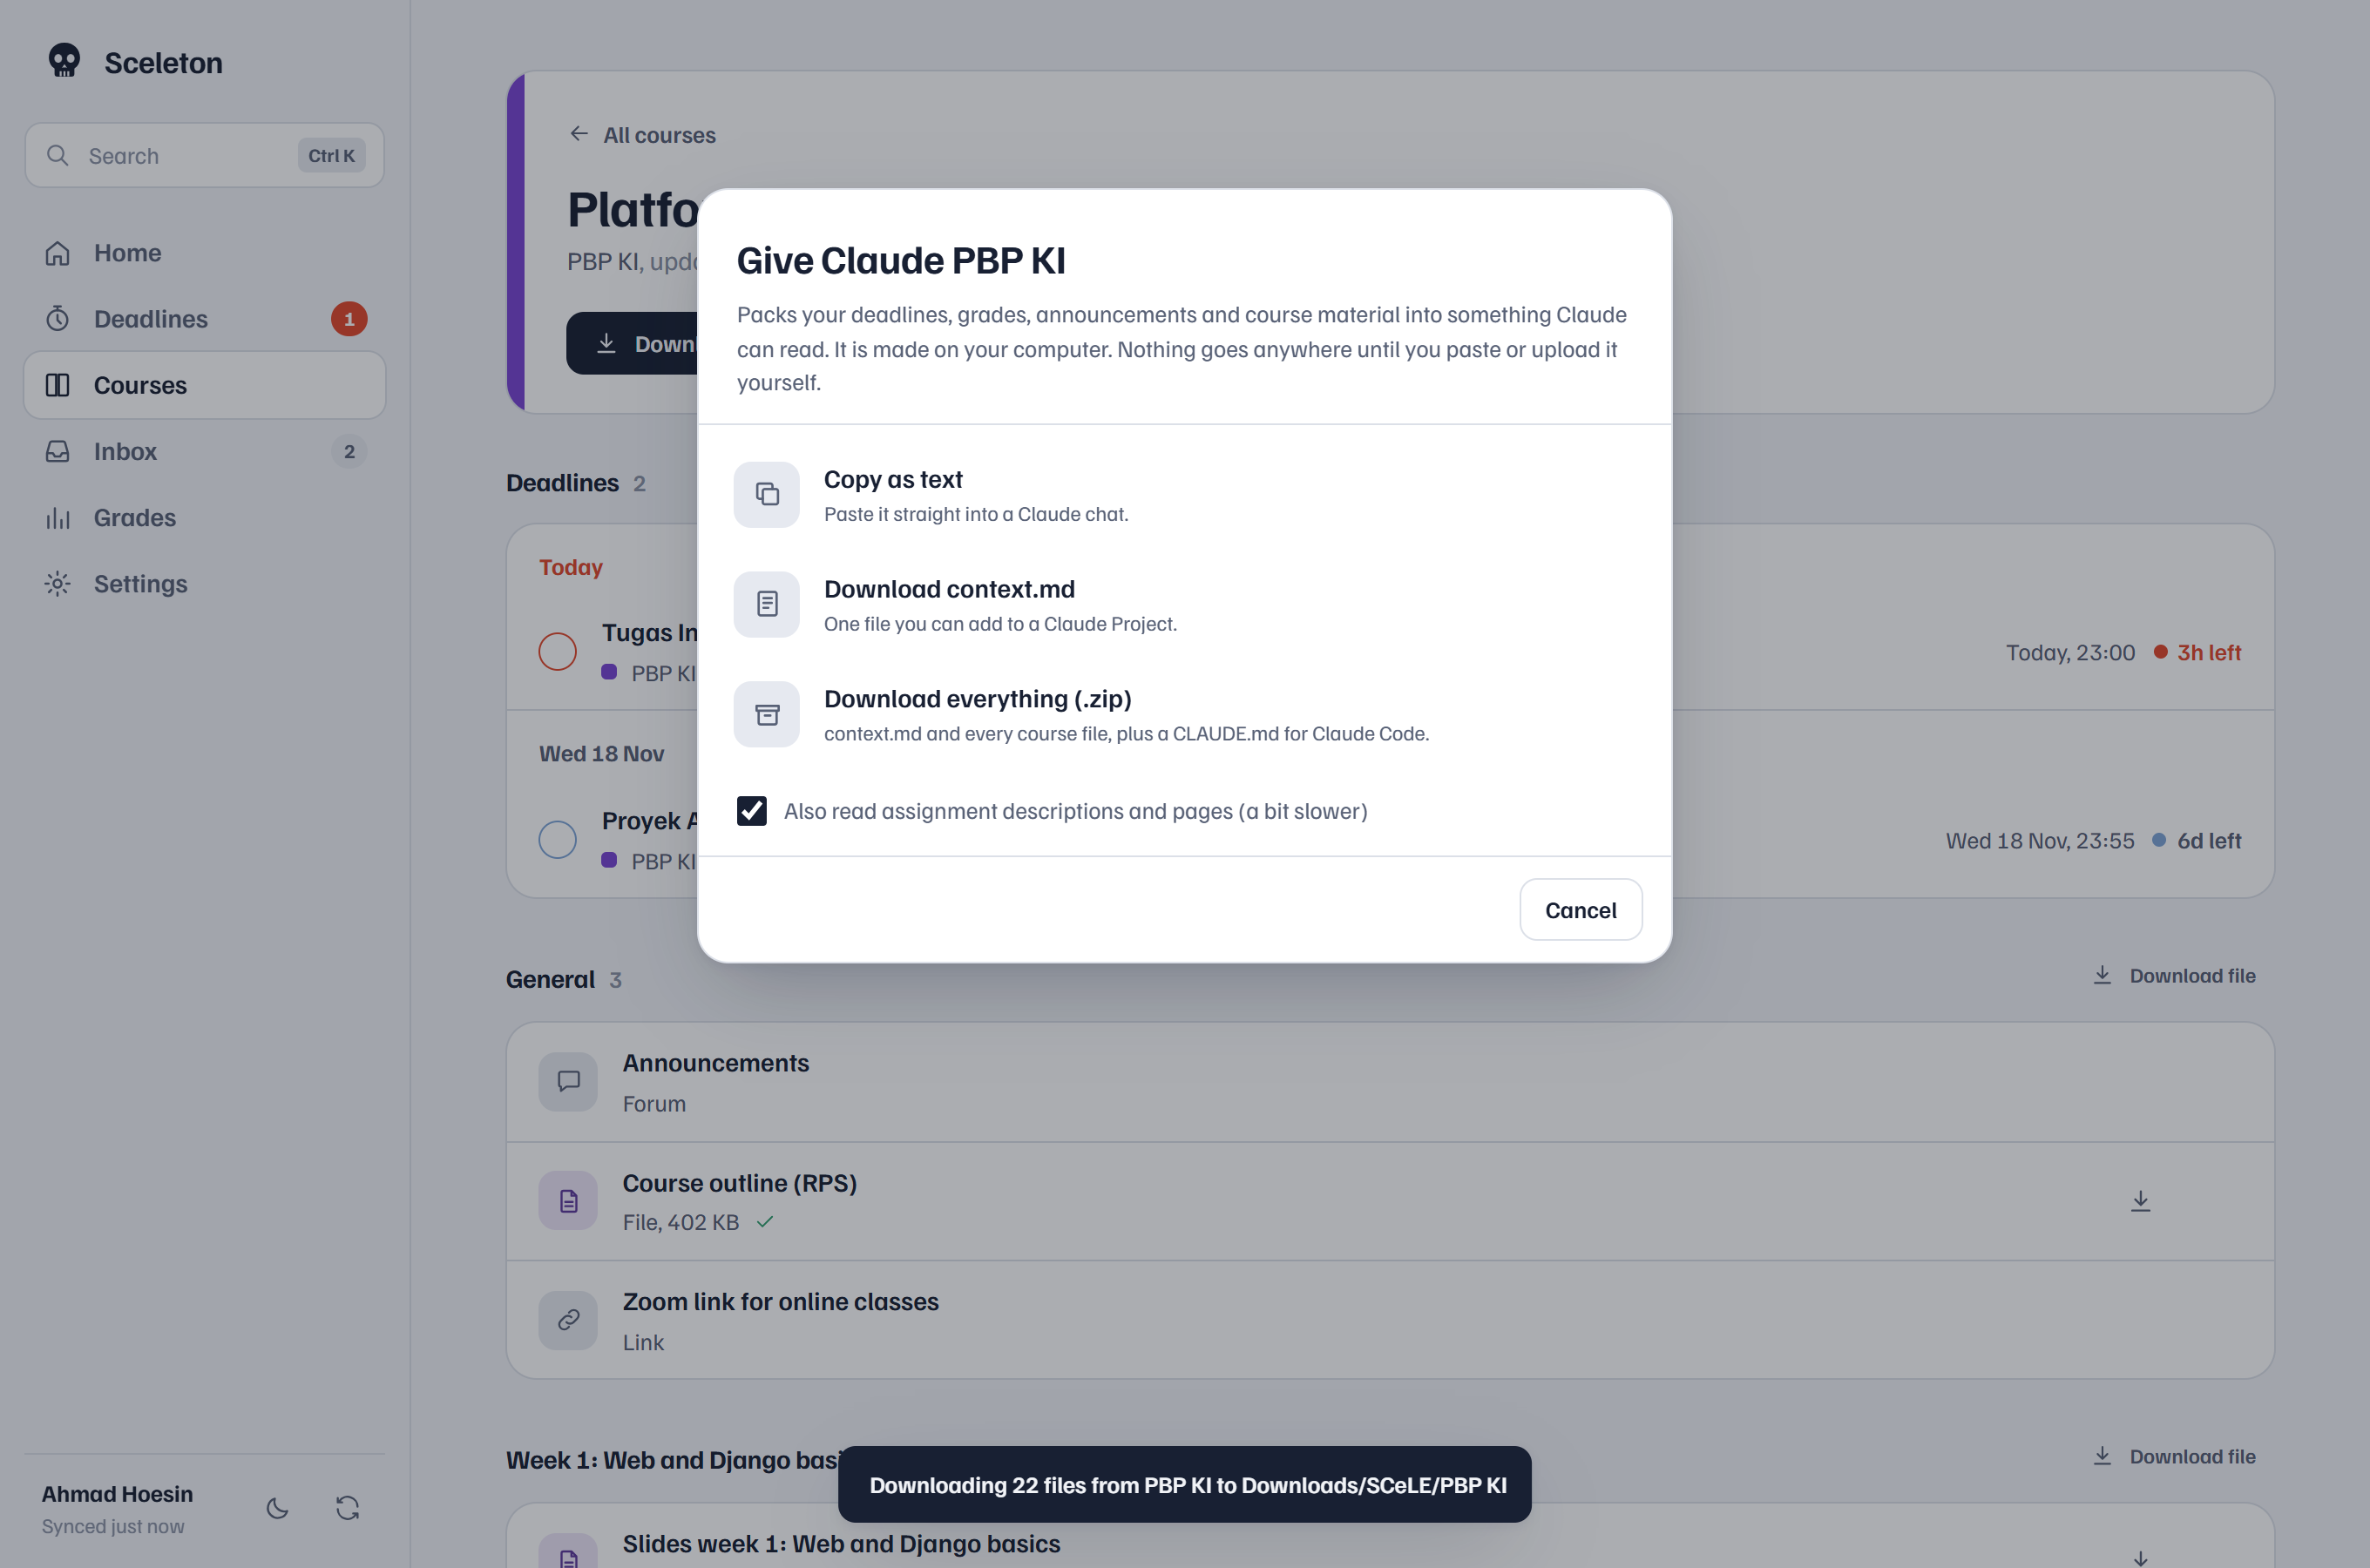 Sceleton
Search
Ctrl K
Home
Deadlines
1
Courses
Inbox
2
Grades
Settings
Ahmad Hoesin
Synced just now
All courses
PBP KI,
Deadlines 2
Today
Tugas
PBP KI
Today, 23:00
3h left
Wed 18 Nov
Proyek
PBP KI
Wed 18 Nov, 23:55
6d left
Give Claude PBP KI
Packs your deadlines, grades, announcements and course material into something Claude
can read. It is made on your computer. Nothing goes anywhere until you paste or upload it
yourself.
Copy as text
Paste it straight into a Claude chat.
Download context.md
One file you can add to a Claude Project.
Download everything (.zip)
context.md and every course file, plus a CLAUDE.md for Claude Code.
Also read assignment descriptions and pages (a bit slower)
Cancel
General 3
Download file
Announcements
Forum
Course outline (RPS)
File, 402 KB
Zoom link for online classes
Link
Week 1: Web and Django
Download file
Downloading 22 files from PBP KI to Downloads/SCeLE/PBP KI
Slides week 1: Web and Django basics